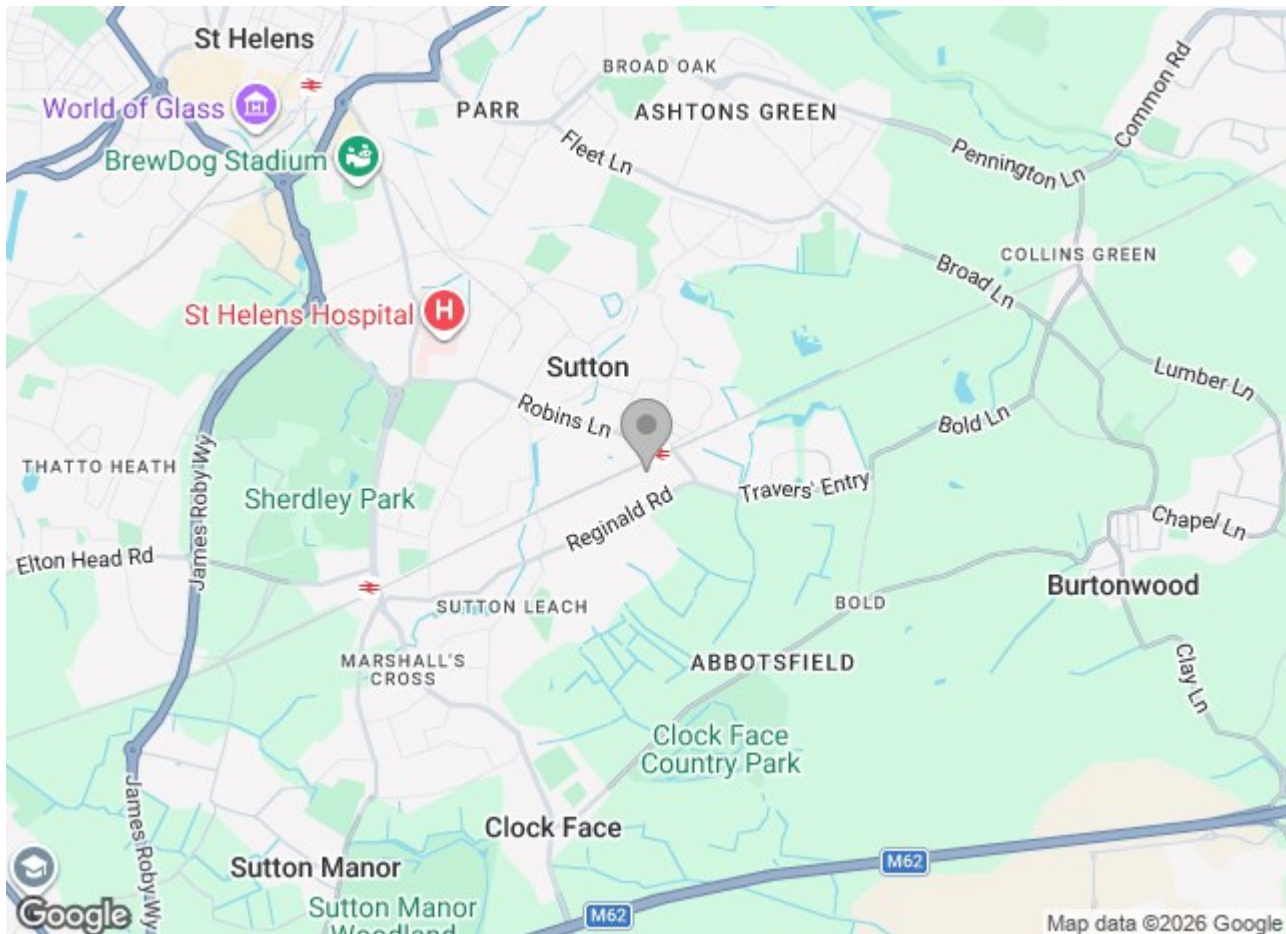 St Helens
BROAD OAK
Common Rd
World of Glass
PARR
ASHTONS GREEN
BrewDog Stadium
Fleet Ln
Pennington Ln
COLLINS GREEN
Broad Ln
St Helens Hospital
H
Sutton
Lumber Ln
Robins Ln
Bold Ln
THATTO HEATH
James Roby Wy
Sherdley Park
Travers' Entry
Reginald Rd
Chapel Ln
Elton Head Rd
Burtonwood
BOLD
SUTTON LEACH
MARSHALL'S
CROSS
ABBOTSFIELD
Clay Ln
Clock Face
Country Park
James Roby Wy
Clock Face
M62
Sutton Manor
Sutton Manor
Woodland
M62
Google
Map data ©2026 Google